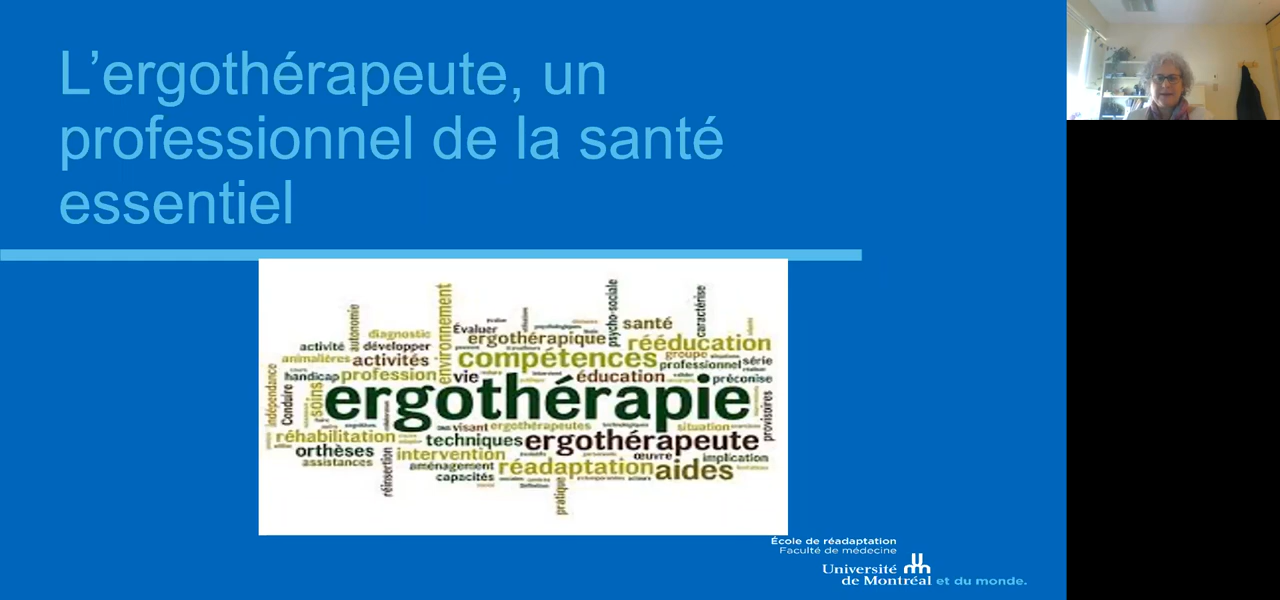 L’ergothérapeute, un
professionnel de la santé
essentiel
environnement
psycho-sociale
caractérise
autonomie
diagnostic
Évaluer
santé
ergothérapique
rééducation
activité
développer
compétences
groupe
animalières
activités
professionnel
série
handicap
profession
vie
éducation
préconise
indépendance
Conduire
soins
ergothérapie
provisoires
visant
ergothérapeutes
situation
réhabilitation
techniques
ergothérapeute
orthèses
intervention
œuvre
implication
assistances
aménagement
réadaptation
aides
réinsertion
capacités
pratique
École de réadaptation
Faculté de médecine
Université
de Montréal et du monde.